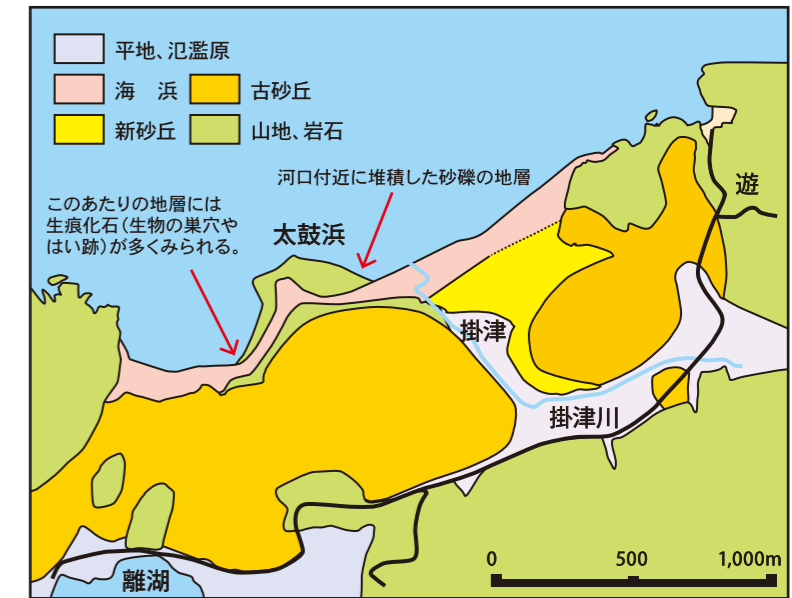 平地、氾濫原
海　浜
古砂丘
新砂丘
山地、岩石
河口付近に堆積した砂礫の地層
このあたりの地層には
生痕化石（生物の巣穴や
はい跡）が多くみられる。
太鼓浜
遊
掛津
掛津川
離湖
0
500
1,000m